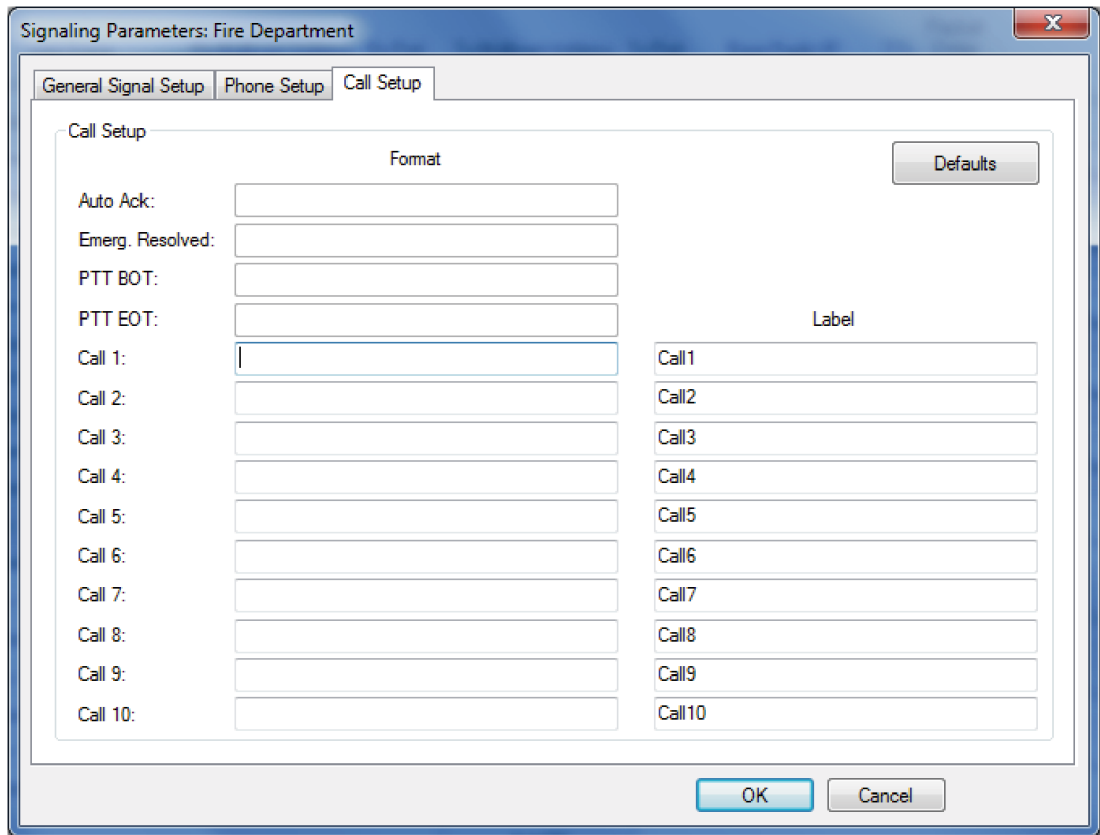 Signaling Parameters: Fire Department
General Signal Setup Phone Setup Call Setup
Call Setup
Format
Defaults
Auto Ack:
Emerg. Resolved:
PTT BOT:
PTT EOT:
Label
Call 1: Call1
Call 2: Call2
Call 3: Call3
Call 4: Call4
Call 5: Call5
Call 6: Call6
Call 7: Call7
Call 8: Call8
Call 9: Call9
Call 10: Call10
OK Cancel